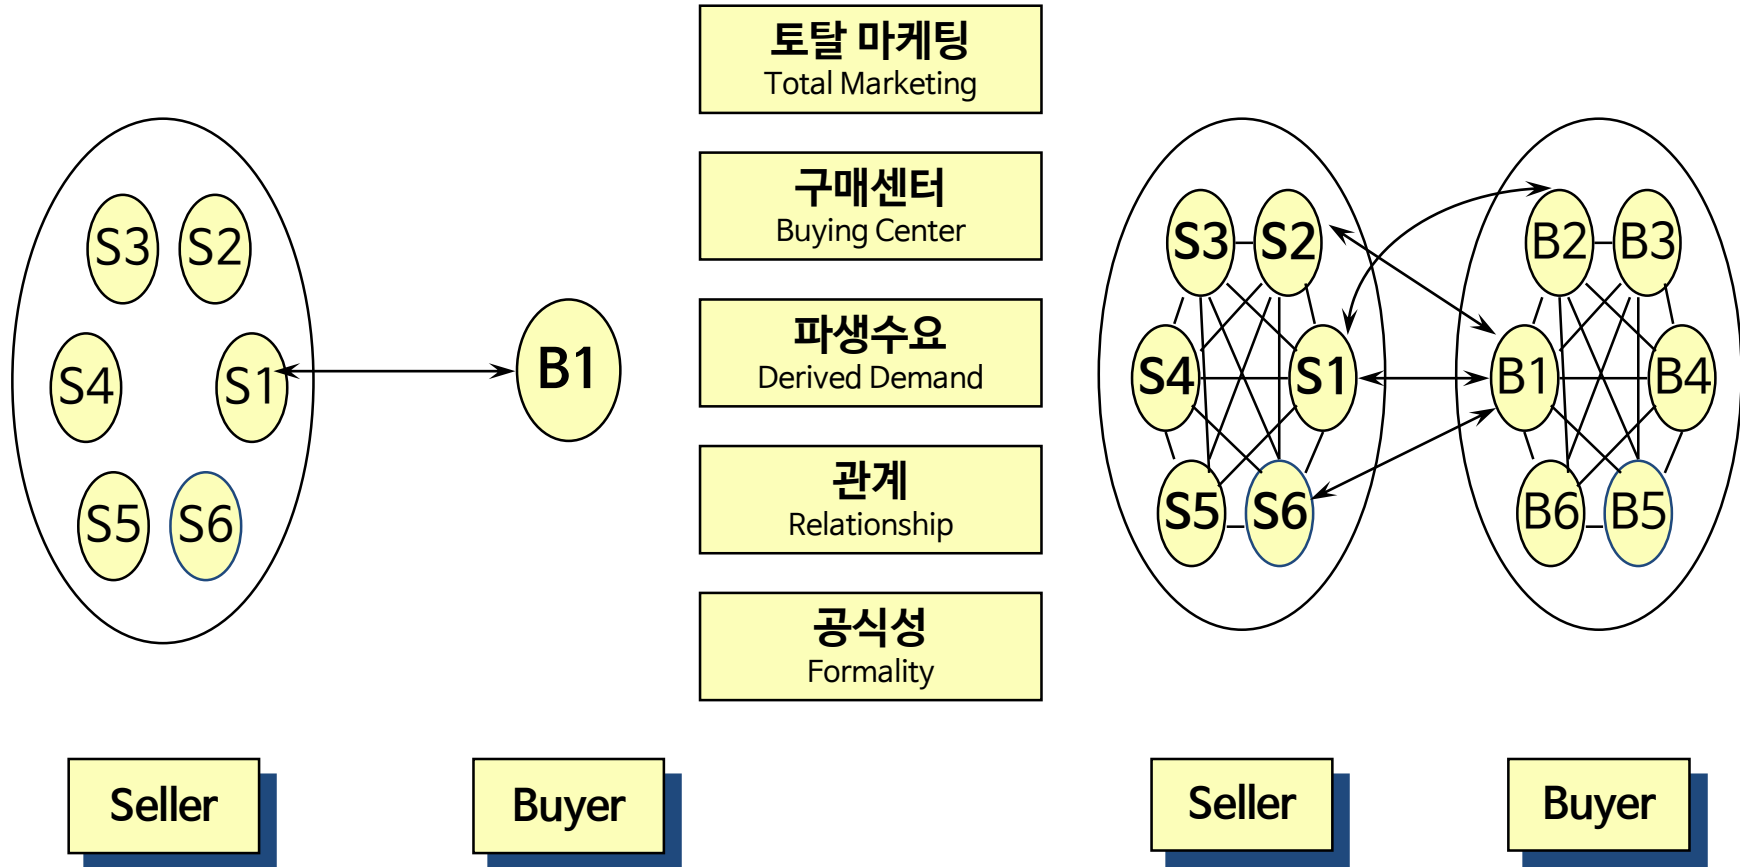 토탈 마케팅
Total Marketing
구매센터
Buying Center
파생수요
Derived Demand
관계
Relationship
공식성
Formality
S3
S2
S4
S1
S5
S6
B1
S3
S2
S4
S1
S5
S6
B2
B3
B1
B4
B6
B5
Seller
Buyer
Seller
Buyer